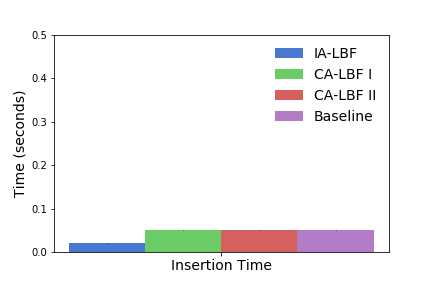 0.5
0.4
0.3
0.2
0.1
0.0
Time (seconds)
IA-LBF
CA-LBF I
CA-LBF II
Baseline
Insertion Time